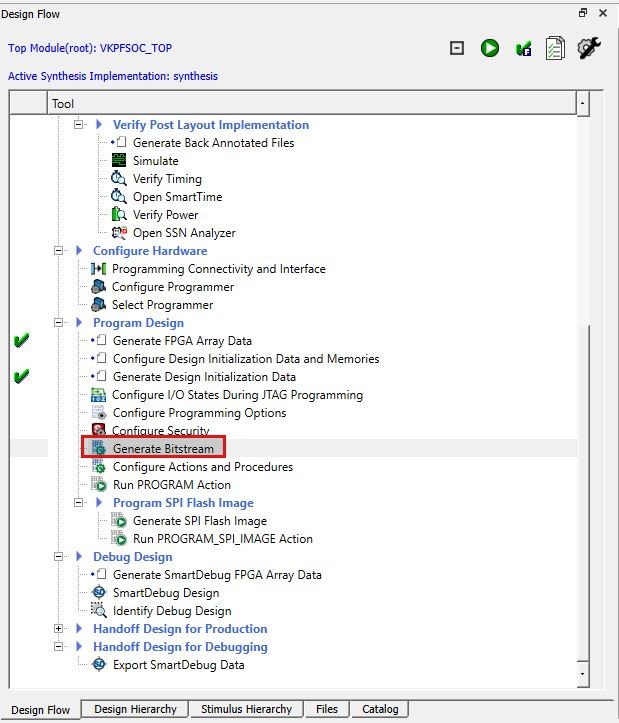 Design Flow
Top Module(root): VKPFSOC_TOP
Active Synthesis Implementation: synthesis
Tool
Verify Post Layout Implementation
Generate Back Annotated Files
Simulate
Verify Timing
Open SmartTime
Verify Power
Open SSN Analyzer
Configure Hardware
Programming Connectivity and Interface
Configure Programmer
Select Programmer
Program Design
Generate FPGA Array Data
Configure Design Initialization Data and Memories
Generate Design Initialization Data
Configure I/O States During JTAG Programming
Configure Programming Options
Configure Security
Generate Bitstream
Configure Actions and Procedures
Run PROGRAM Action
Program SPI Flash Image
Generate SPI Flash Image
Run PROGRAM_SPI_IMAGE Action
Debug Design
Generate SmartDebug FPGA Array Data
SmartDebug Design
Identify Debug Design
Handoff Design for Production
Handoff Design for Debugging
Export SmartDebug Data
Design Flow Design Hierarchy Stimulus Hierarchy Files Catalog